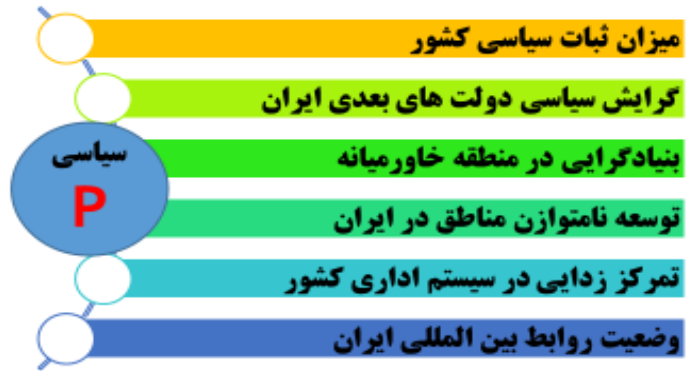 میزان ثبات سیاسی کشور
گرایش سیاسی دولت های بعدی ایران
بنیادگرایی در منطقه خاورمیانه
توسعه نامتوازن مناطق در ایران
تمرکز زدایی در سیستم اداری کشور
وضعیت روابط بین المللی ایران
سیاسی
P